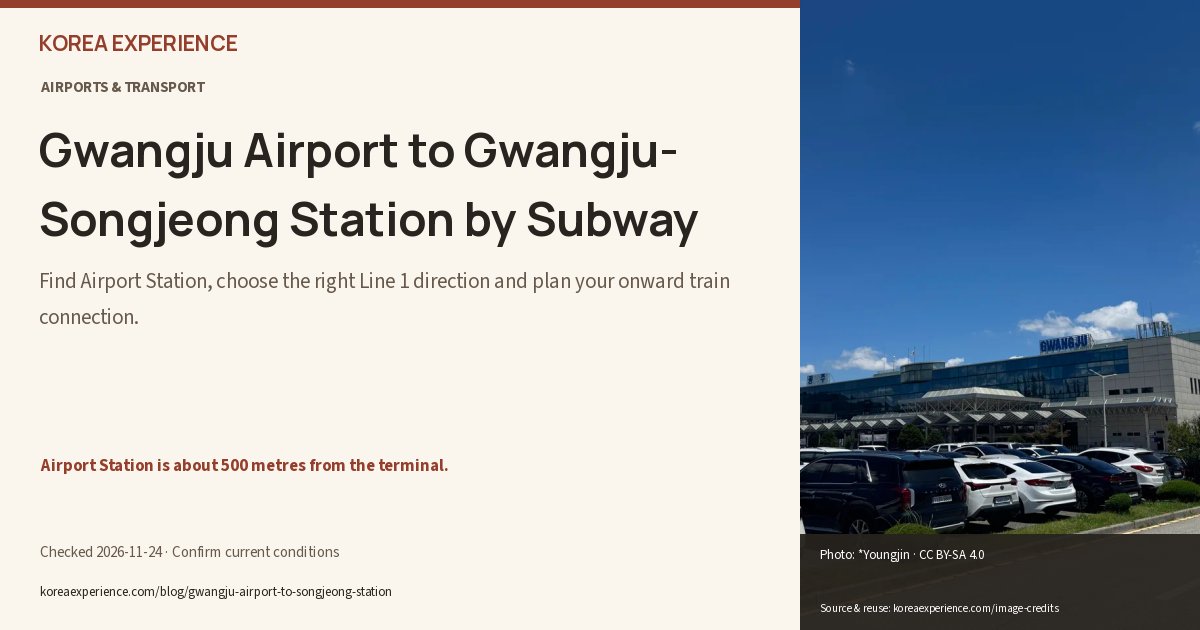 KOREA EXPERIENCE
AIRPORTS & TRANSPORT
Gwangju Airport to Gwangju-
Songjeong Station by Subway
Find Airport Station, choose the right Line 1 direction and plan your onward train
connection.
Airport Station is about 500 metres from the terminal.
Checked 2026-11-24 · Confirm current conditions
koreaexperience.com/blog/gwangju-airport-to-songjeong-station
GWANGJU
Photo: *Youngjin · CC BY-SA 4.0
Source & reuse: koreaexperience.com/image-credits